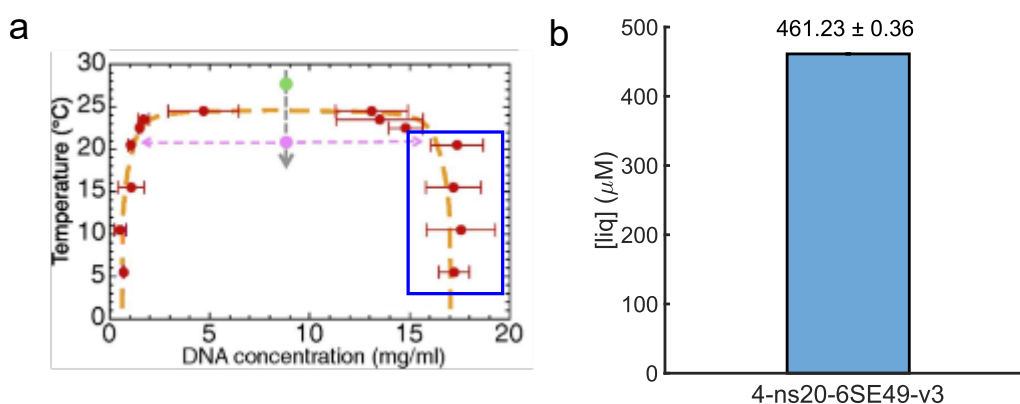 a
30
25
20
15
10
5
0
Temperature (°C)
0 5 10 15 20
DNA concentration (mg/ml)
b
461.23 ± 0.36
500
400
300
200
100
0
[liq] (μM)
4-ns20-6SE49-v3